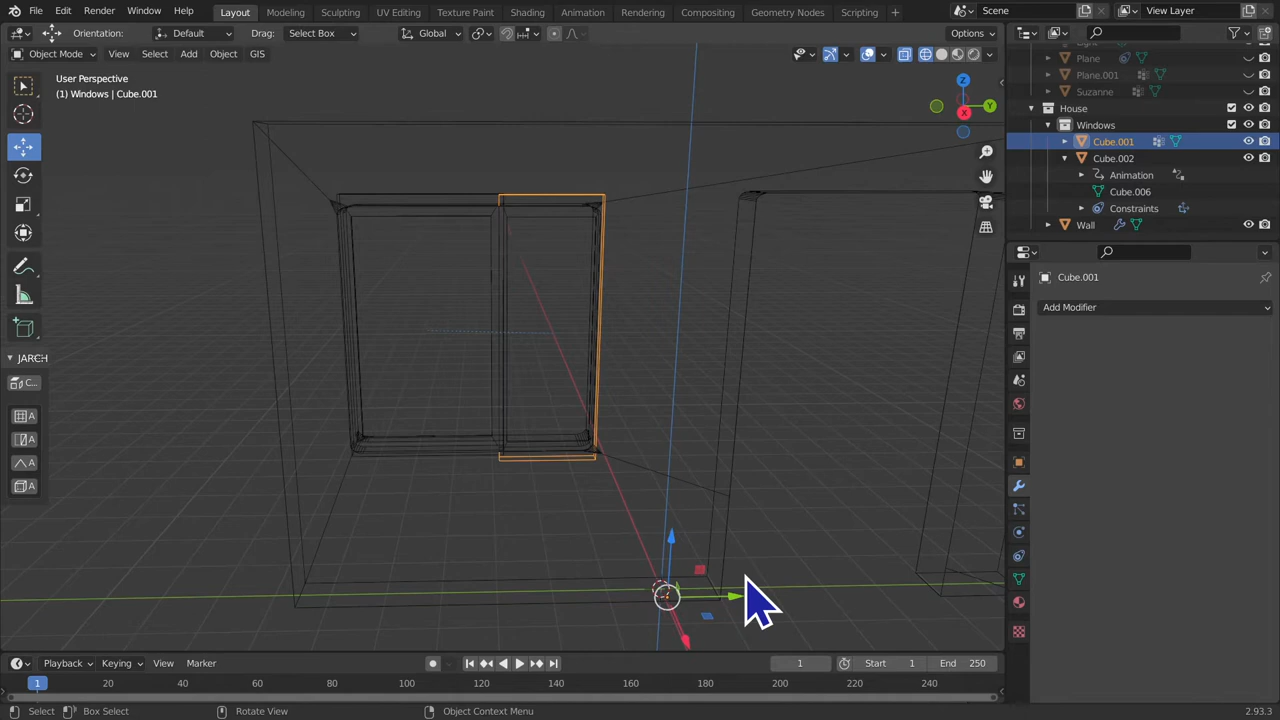 File Edit Render Window Help Layout Modeling Sculpting UV Editing Texture Paint Shading Animation Rendering Compositing Geometry Nodes Scripting + Scene View Layer
Orientation: Default Drag: Select Box Global Options
Object Mode View Select Add Object GIS
User Perspective
(1) Windows | Cube.001
Z
Y
X
JARCH
C...
A
A
A
A
Plane
Plane.001
Suzanne
House
Windows
Cube.001
Cube.002
Animation
Cube.006
Constraints
Wall
Cube.001
Add Modifier
Playback Keying View Marker 1 Start 1 End 250
1 20 40 60 80 100 120 140 160 180 200 220 240
Select Box Select Rotate View Object Context Menu 2.93.3